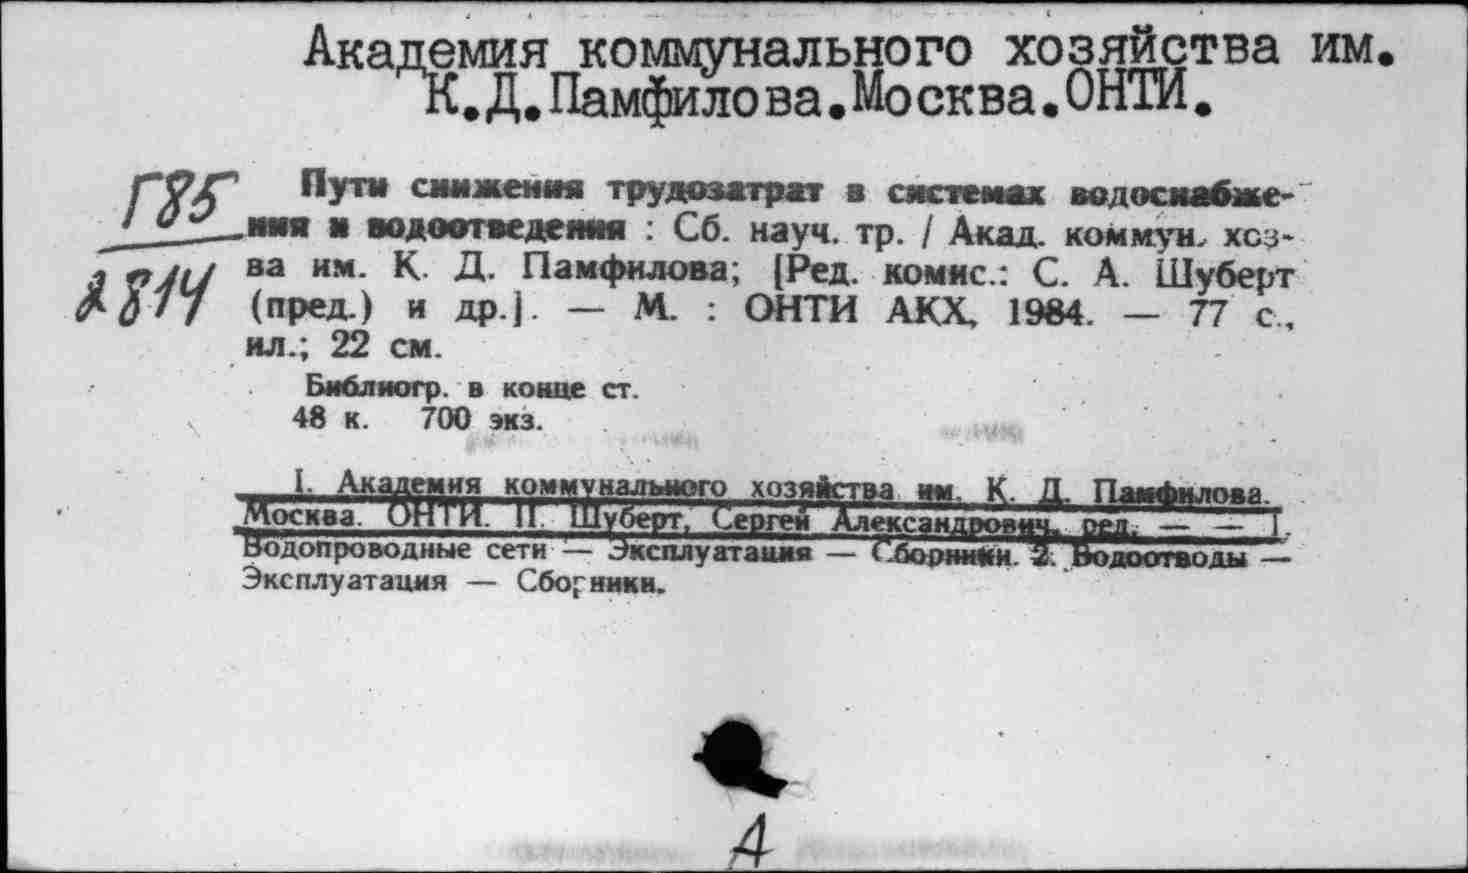 Академия коммунального хозяйства им.
К.Д.Памфилова.Москва.ОНТИ.
Г85
Пути снижения трудозатрат в системах водоснабже-
ния и водоотведения : Сб. науч. тр. / Акад. коммун. хоз-
ва им. К. Д. Памфилова; [Ред. комис.: С. А. Шуберт
(пред.) и др.]. — М. : ОНТИ АКХ, 1984. — 77 с.,
ил.; 22 см.
Библиогр. в конце ст.
48 к. 700 экз.
I. Академия коммунального хозяйства им. К. Д. Памфилова.
Москва. ОНТИ. II. Шуберт, Сергей Александрович, ред. — — 1.
Водопроводные сети — Эксплуатация — Сборники. 2. Водоотводы —
Эксплуатация — Сборники.
4